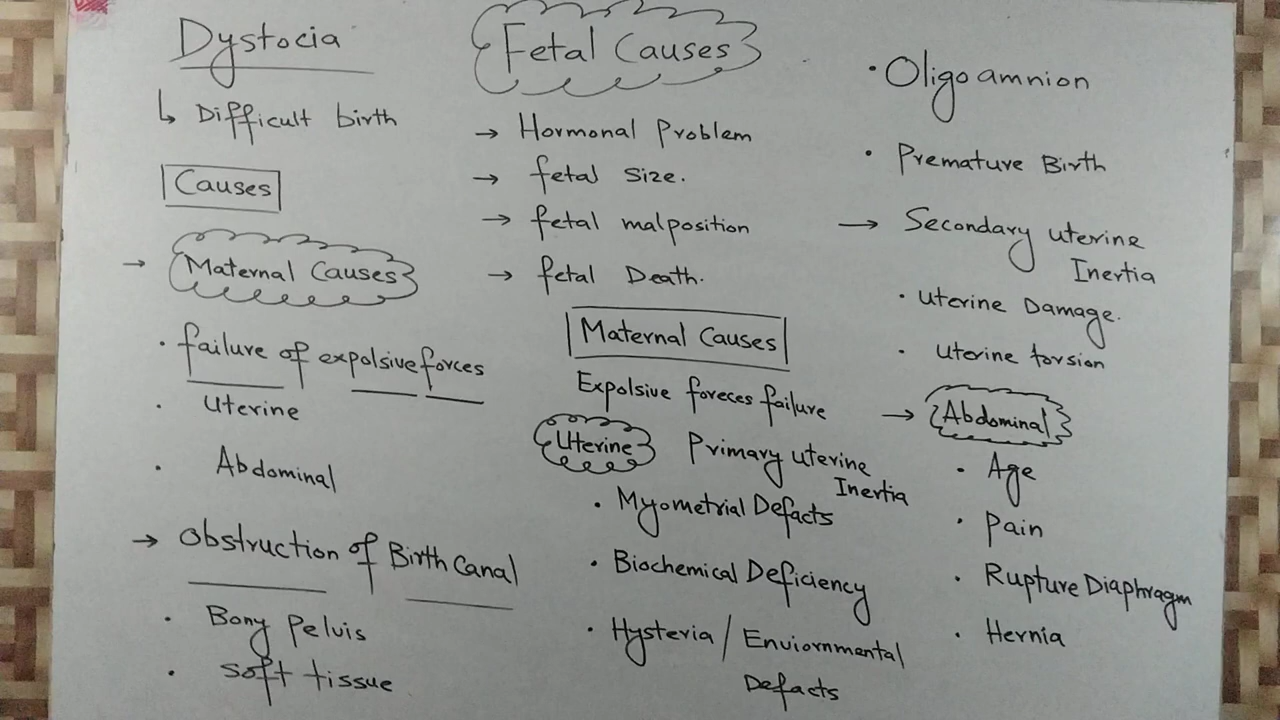 Dystocia
↳ Difficult birth
Causes
→ Maternal Causes
· failure of expolsive forces
· Uterine
· Abdominal
→ Obstruction of Birth Canal
· Bony Pelvis
· Soft tissue
Fetal Causes
→ Hormonal Problem
→ fetal size.
→ fetal malposition
→ fetal Death.
Maternal Causes
Expolsive foreces failure
Uterine Primary uterine
Inertia
· Myometrial Defacts
· Biochemical Deficiency
· Hysteria / Enviornmental
Defacts
· Oligoamnion
· Premature Birth
→ Secondary uterine
Inertia
· Uterine Damage.
· Uterine torsion
→ Abdominal
· Age
· Pain
· Rupture Diaphragm
· Hernia